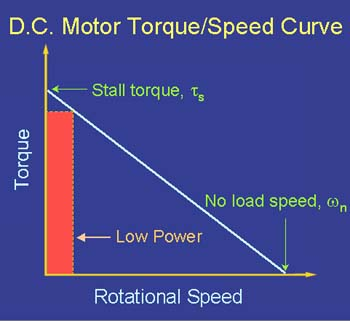 D.C. Motor Torque/Speed Curve
Stall torque, τs
Torque
No load speed, ωn
Low Power
Rotational Speed